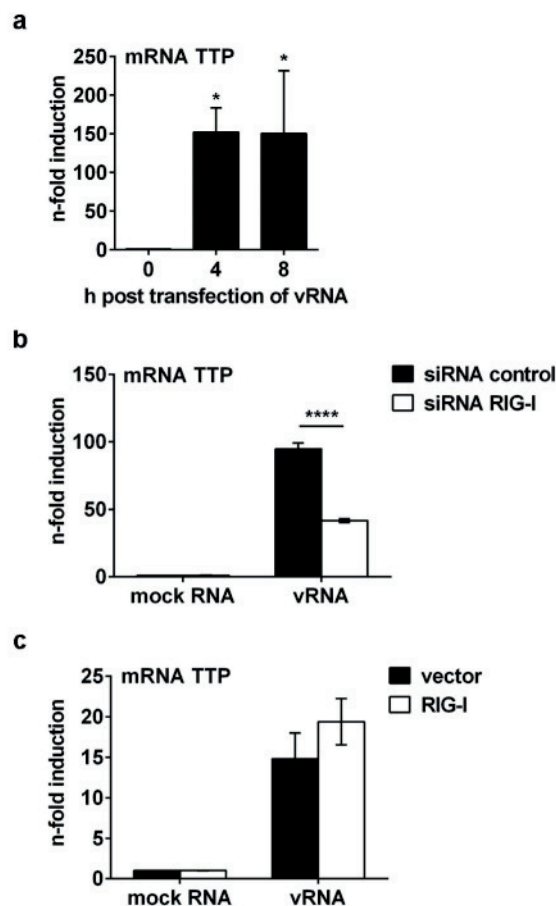 a
mRNA TTP
n-fold induction
250
200
150
100
50
0
*
*
0 4 8
h post transfection of vRNA
b
mRNA TTP
n-fold induction
150
100
50
0
****
siRNA control
siRNA RIG-I
mock RNA vRNA
c
mRNA TTP
n-fold induction
25
20
15
10
5
0
vector
RIG-I
mock RNA vRNA